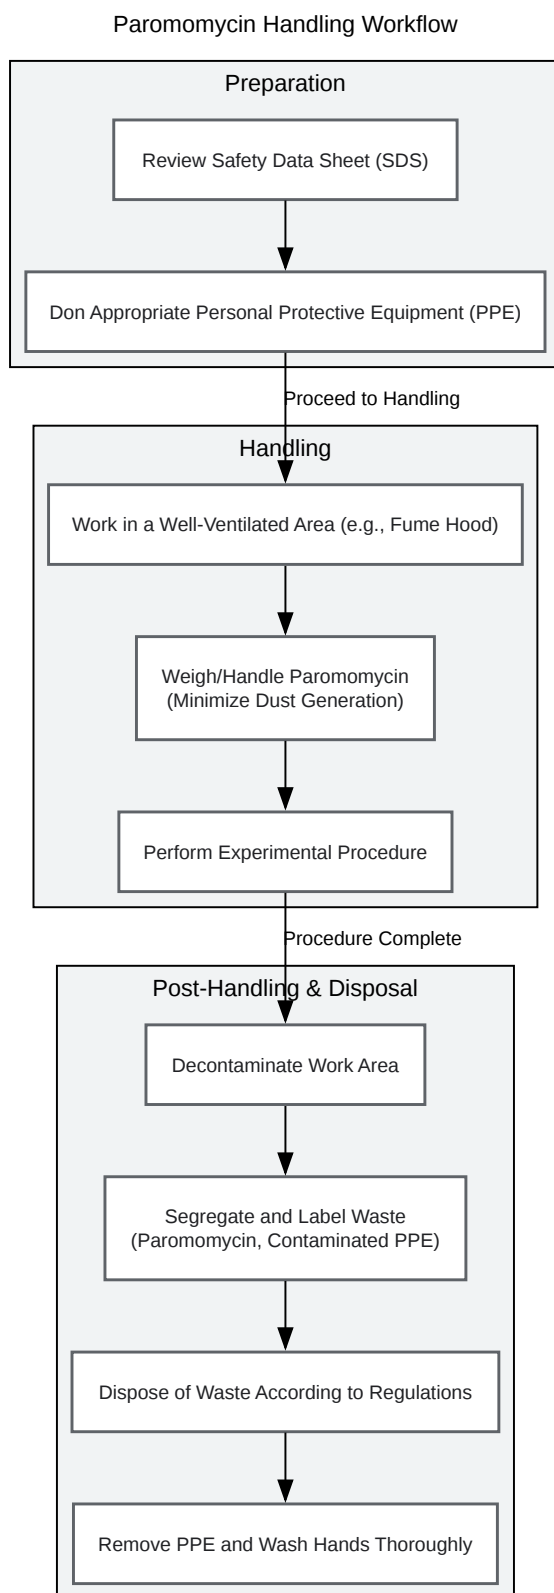 Paromomycin Handling Workflow
Preparation
Review Safety Data Sheet (SDS)
Don Appropriate Personal Protective Equipment (PPE)
Proceed to Handling
Handling
Work in a Well-Ventilated Area (e.g., Fume Hood)
Weigh/Handle Paromomycin
(Minimize Dust Generation)
Perform Experimental Procedure
Procedure Complete
Post-Handling & Disposal
Decontaminate Work Area
Segregate and Label Waste
(Paromomycin, Contaminated PPE)
Dispose of Waste According to Regulations
Remove PPE and Wash Hands Thoroughly